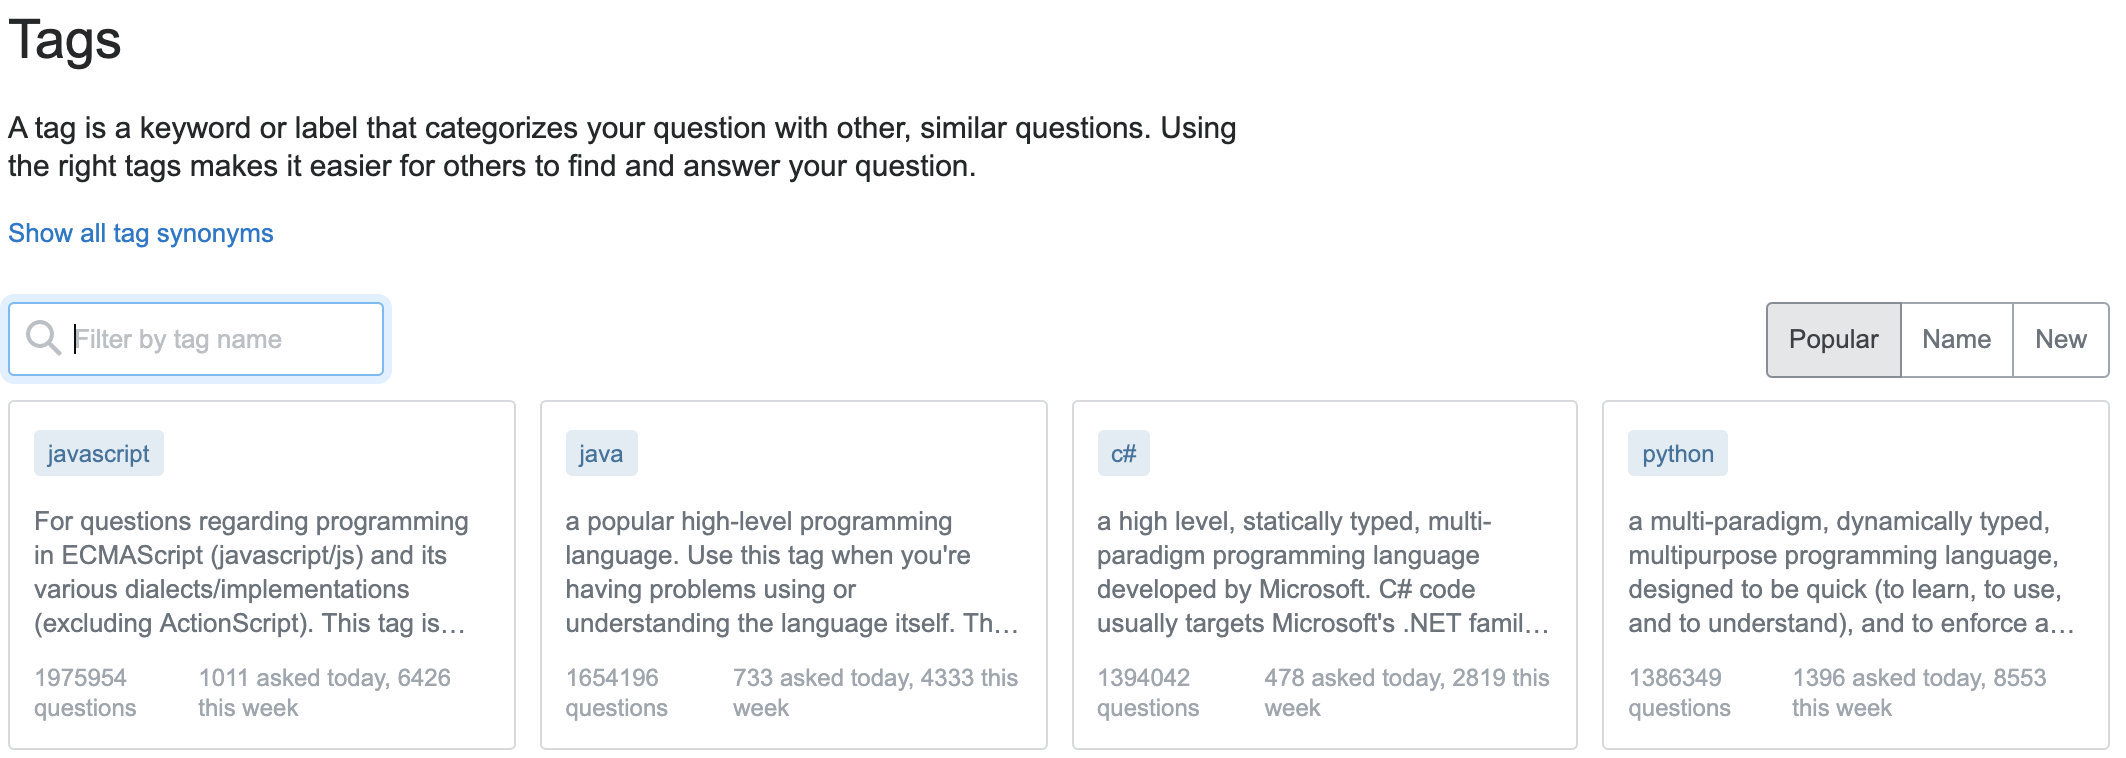 Tags
A tag is a keyword or label that categorizes your question with other, similar questions. Using
the right tags makes it easier for others to find and answer your question.
Show all tag synonyms
Filter by tag name
Popular
Name
New
javascript
For questions regarding programming
in ECMAScript (javascript/js) and its
various dialects/implementations
(excluding ActionScript). This tag is…
1975954
questions
1011 asked today, 6426
this week
java
a popular high-level programming
language. Use this tag when you're
having problems using or
understanding the language itself. Th…
1654196
questions
733 asked today, 4333 this
week
c#
a high level, statically typed, multi-
paradigm programming language
developed by Microsoft. C# code
usually targets Microsoft's .NET famil…
1394042
questions
478 asked today, 2819 this
week
python
a multi-paradigm, dynamically typed,
multipurpose programming language,
designed to be quick (to learn, to use,
and to understand), and to enforce a…
1386349
questions
1396 asked today, 8553
this week